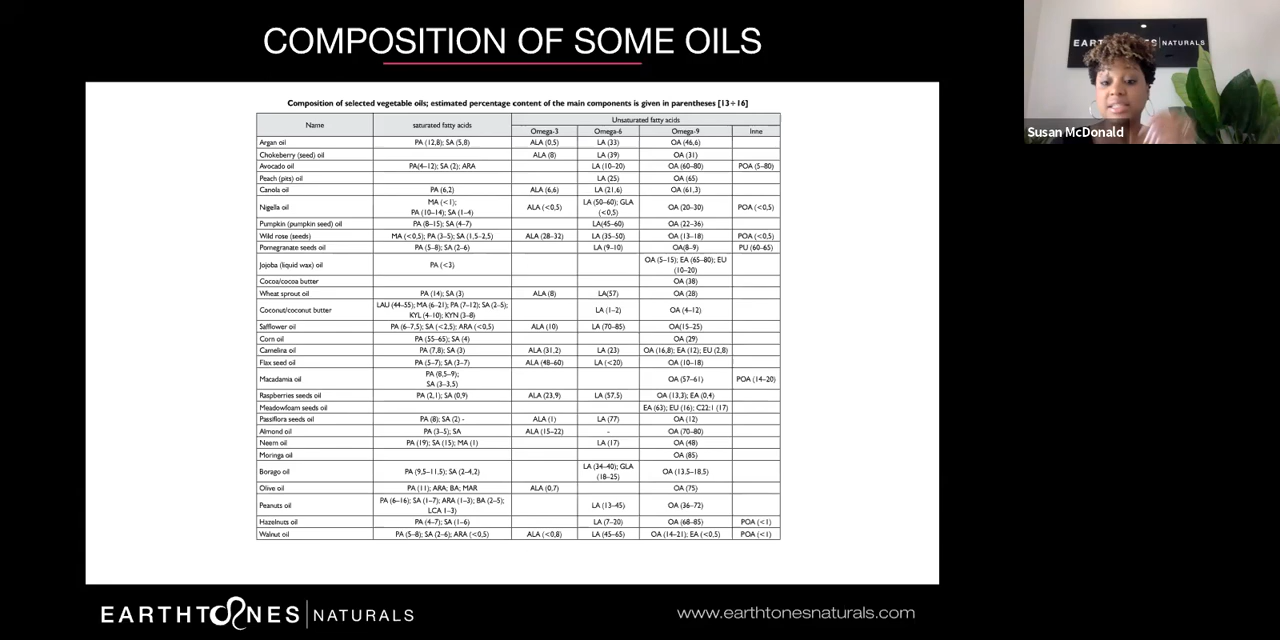 COMPOSITION OF SOME OILS
EARTHTONES NATURALS
Susan McDonald
Composition of selected vegetable oils; estimated percentage content of the main components is given in parentheses [13÷16]
Name saturated fatty acids Unsaturated fatty acids
Omega-3 Omega-6 Omega-9 Inne
Argan oil PA (12,8); SA (5,8) ALA (0,5) LA (33) OA (46,6)
Chokeberry (seed) oil ALA (8) LA (39) OA (31)
Avocado oil PA(4–12); SA (2); ARA LA (10–20) OA (60–80) POA (5–80)
Peach (pits) oil LA (25) OA (65)
Canola oil PA (6,2) ALA (6,6) LA (21,6) OA (61,3)
Nigella oil MA (<1); PA (10–14); SA (1–4) ALA (<0,5) LA (50–60); GLA (<0,5) OA (20–30) POA (<0,5)
Pumpkin (pumpkin seed) oil PA (8–15); SA (4–7) LA(45–60) OA (22–36)
Wild rose (seeds) MA (<0,5); PA (3–5); SA (1,5–2,5) ALA (28–32) LA (35–50) OA (13–18) POA (<0,5)
Pomegranate seeds oil PA (5–8); SA (2–6) LA (9–10) OA(8–9) PU (60–65)
Jojoba (liquid wax) oil PA (<3) OA (5–15); EA (65–80); EU (10–20)
Cocoa/cocoa butter OA (38)
Wheat sprout oil PA (14); SA (3) ALA (8) LA(57) OA (28)
Coconut/coconut butter LAU (44–55); MA (6–21); PA (7–12); SA (2–5); KYL (4–10); KYN (3–8) LA (1–2) OA (4–12)
Safflower oil PA (6–7,5); SA (<2,5); ARA (<0,5) ALA (10) LA (70–85) OA(15–25)
Corn oil PA (55–65); SA (4) OA (29)
Camelina oil PA (7,8); SA (3) ALA (31,2) LA (23) OA (16,8); EA (12); EU (2,8)
Flax seed oil PA (5–7); SA (3–7) ALA (48–60) LA (<20) OA (10–18)
Macadamia oil PA (8,5–9); SA (3–3,5) OA (57–61) POA (14–20)
Raspberries seeds oil PA (2,1); SA (0,9) ALA (23,9) LA (57,5) OA (13,3); EA (0,4)
Meadowfoam seeds oil EA (63); EU (16); C22:1 (17)
Passiflora seeds oil PA (8); SA (2) - ALA (1) LA (77) OA (12)
Almond oil PA (3–5); SA ALA (15–22) - OA (70–80)
Neem oil PA (19); SA (15); MA (1) LA (17) OA (48)
Moringa oil OA (85)
Borago oil PA (9,5–11,5); SA (2–4,2) LA (34–40); GLA (18–25) OA (13,5–18,5)
Olive oil PA (11); ARA; BA; MAR ALA (0,7) OA (75)
Peanuts oil PA (6–16); SA (1–7); ARA (1–3); BA (2–5); LCA 1–3) LA (13–45) OA (36–72)
Hazelnuts oil PA (4–7); SA (1–6) LA (7–20) OA (68–85) POA (<1)
Walnut oil PA (5–8); SA (2–6); ARA (<0,5) ALA (<0,8) LA (45–65) OA (14–21); EA (<0,5) POA (<1)
EARTHTONES NATURALS
www.earthtonesnaturals.com